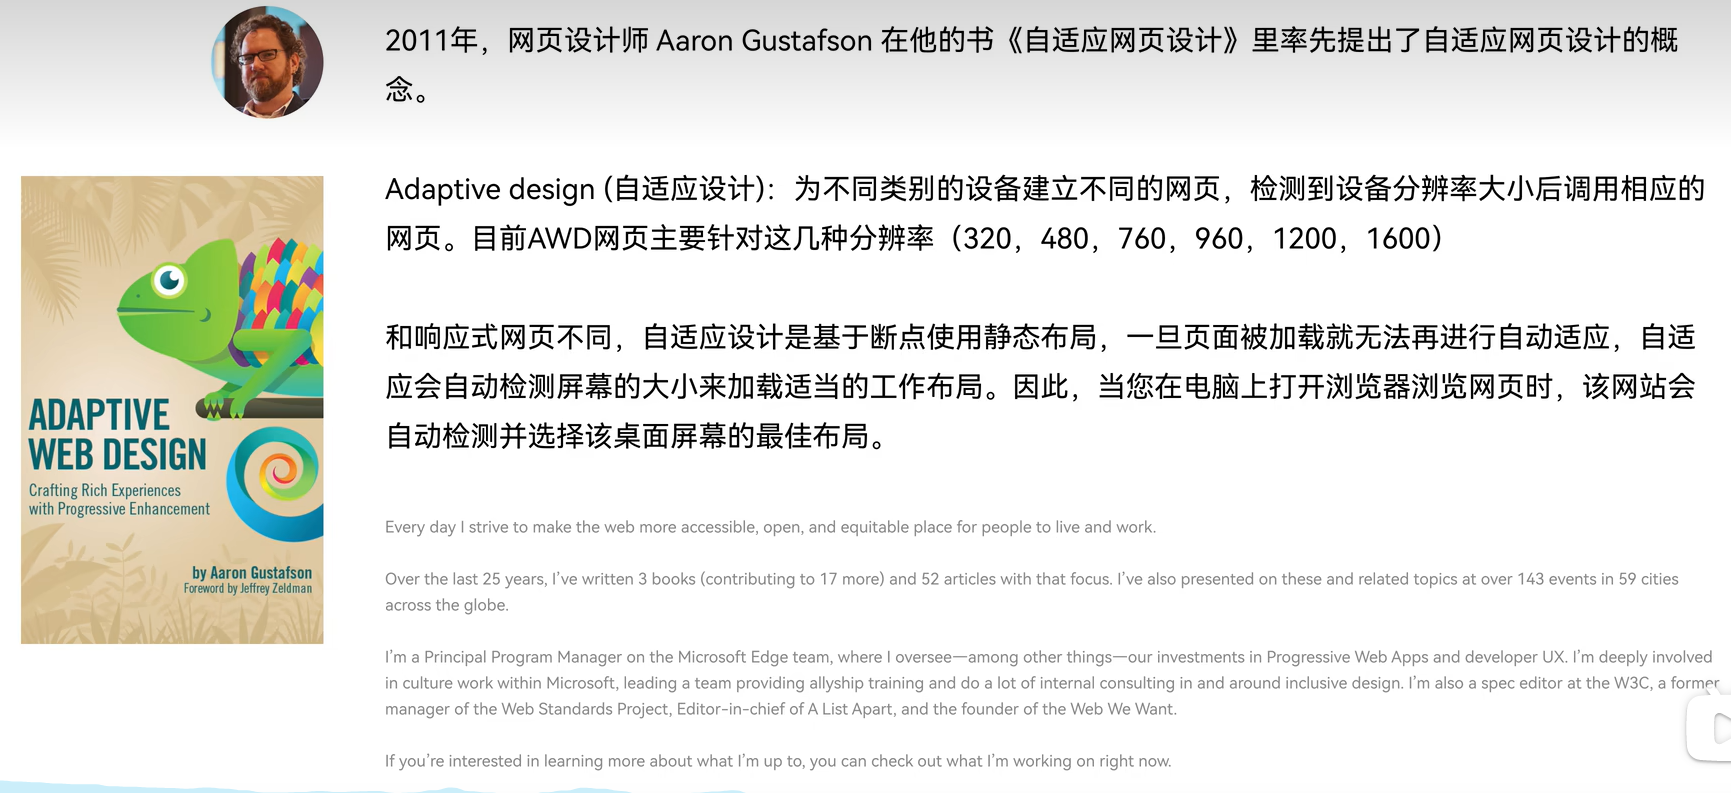 2011年，网页设计师 Aaron Gustafson 在他的书《自适应网页设计》里率先提出了自适应网页设计的概
念。
Adaptive design (自适应设计)：为不同类别的设备建立不同的网页，检测到设备分辨率大小后调用相应的
网页。目前AWD网页主要针对这几种分辨率（320，480，760，960，1200，1600）
和响应式网页不同，自适应设计是基于断点使用静态布局，一旦页面被加载就无法再进行自动适应，自适
应会自动检测屏幕的大小来加载适当的工作布局。因此，当您在电脑上打开浏览器浏览网页时，该网站会
自动检测并选择该桌面屏幕的最佳布局。
ADAPTIVE
WEB DESIGN
Crafting Rich Experiences
with Progressive Enhancement
by Aaron Gustafson
Foreword by Jeffrey Zeldman
Every day I strive to make the web more accessible, open, and equitable place for people to live and work.
Over the last 25 years, I’ve written 3 books (contributing to 17 more) and 52 articles with that focus. I’ve also presented on these and related topics at over 143 events in 59 cities
across the globe.
I’m a Principal Program Manager on the Microsoft Edge team, where I oversee—among other things—our investments in Progressive Web Apps and developer UX. I’m deeply involved
in culture work within Microsoft, leading a team providing allyship training and do a lot of internal consulting in and around inclusive design. I’m also a spec editor at the W3C, a former
manager of the Web Standards Project, Editor-in-chief of A List Apart, and the founder of the Web We Want.
If you’re interested in learning more about what I’m up to, you can check out what I’m working on right now.